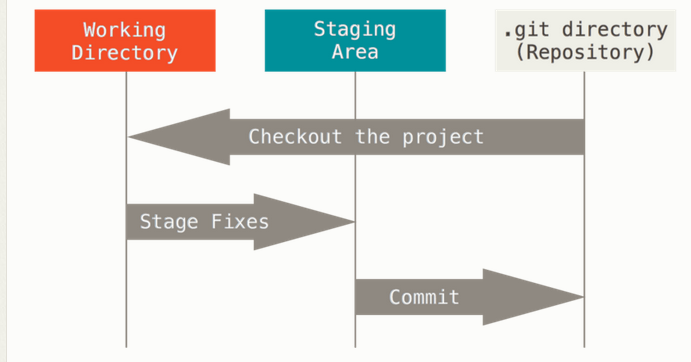 Working
Directory
Staging
Area
.git directory
(Repository)
Checkout the project
Stage Fixes
Commit